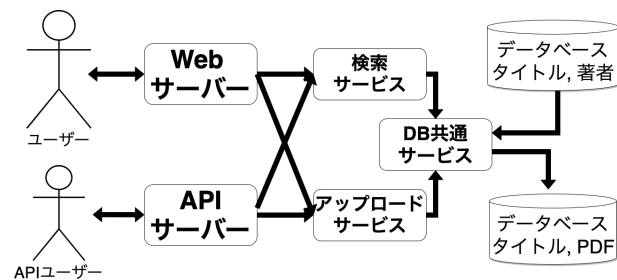 ユーザー
APIユーザー
Web
サーバー
API
サーバー
検索
サービス
アップロード
サービス
DB共通
サービス
データベース
タイトル, 著者
データベース
タイトル, PDF